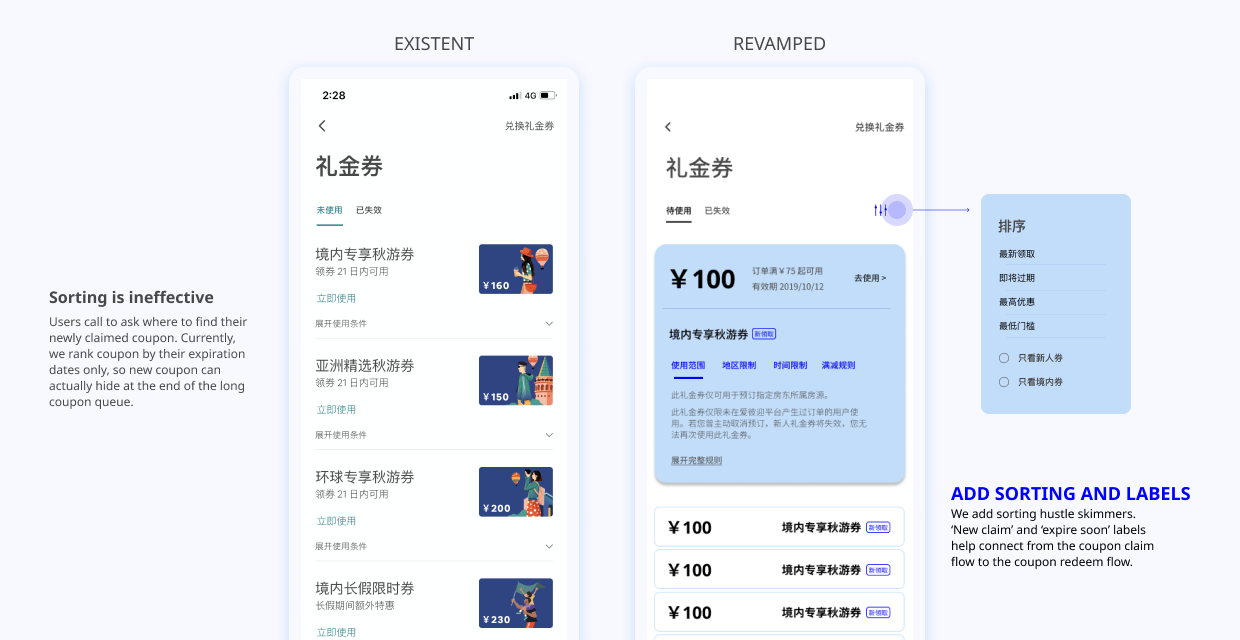 EXISTENT
REVAMPED
Sorting is ineffective
Users call to ask where to find their
newly claimed coupon. Currently,
we rank coupon by their expiration
dates only, so new coupon can
actually hide at the end of the long
coupon queue.
2:28
4G
兑换礼金券
礼金券
未使用 已失效
境内专享秋游券
领券 21 日内可用
立即使用
¥160
展开使用条件
亚洲精选秋游券
领券 21 日内可用
立即使用
¥150
展开使用条件
环球专享秋游券
领券 21 日内可用
立即使用
¥200
展开使用条件
境内长假限时券
长假期间额外特惠
立即使用
¥230
兑换礼金券
礼金券
待使用 已失效
¥100
订单满¥75 起可用
有效期 2019/10/12
去使用 >
境内专享秋游券 新领取
使用范围 地区限制 时间限制 满减规则
此礼金券仅可用于预订指定房东所属房源。
此礼金券仅限未在爱彼迎平台产生过订单的用户使
用。若您曾主动取消预订，新人礼金券将失效，您无
法再次使用此礼金券。
展开完整规则
¥100 境内专享秋游券 新领取
¥100 境内专享秋游券 新领取
¥100 境内专享秋游券 新领取
排序
最新领取
即将过期
最高优惠
最低门槛
只看新人券
只看境内券
ADD SORTING AND LABELS
We add sorting hustle skimmers.
‘New claim’ and ‘expire soon’ labels
help connect from the coupon claim
flow to the coupon redeem flow.